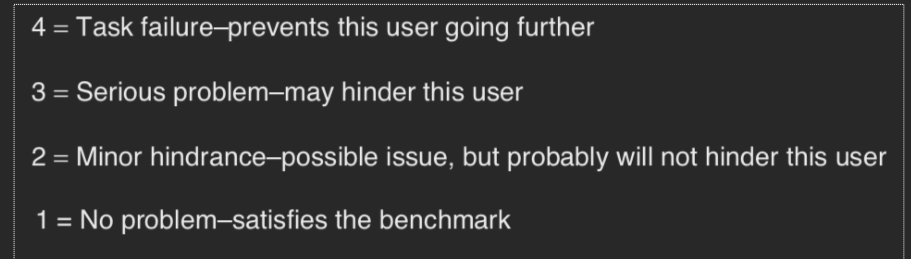 4 = Task failure–prevents this user going further
3 = Serious problem–may hinder this user
2 = Minor hindrance–possible issue, but probably will not hinder this user
1 = No problem–satisfies the benchmark